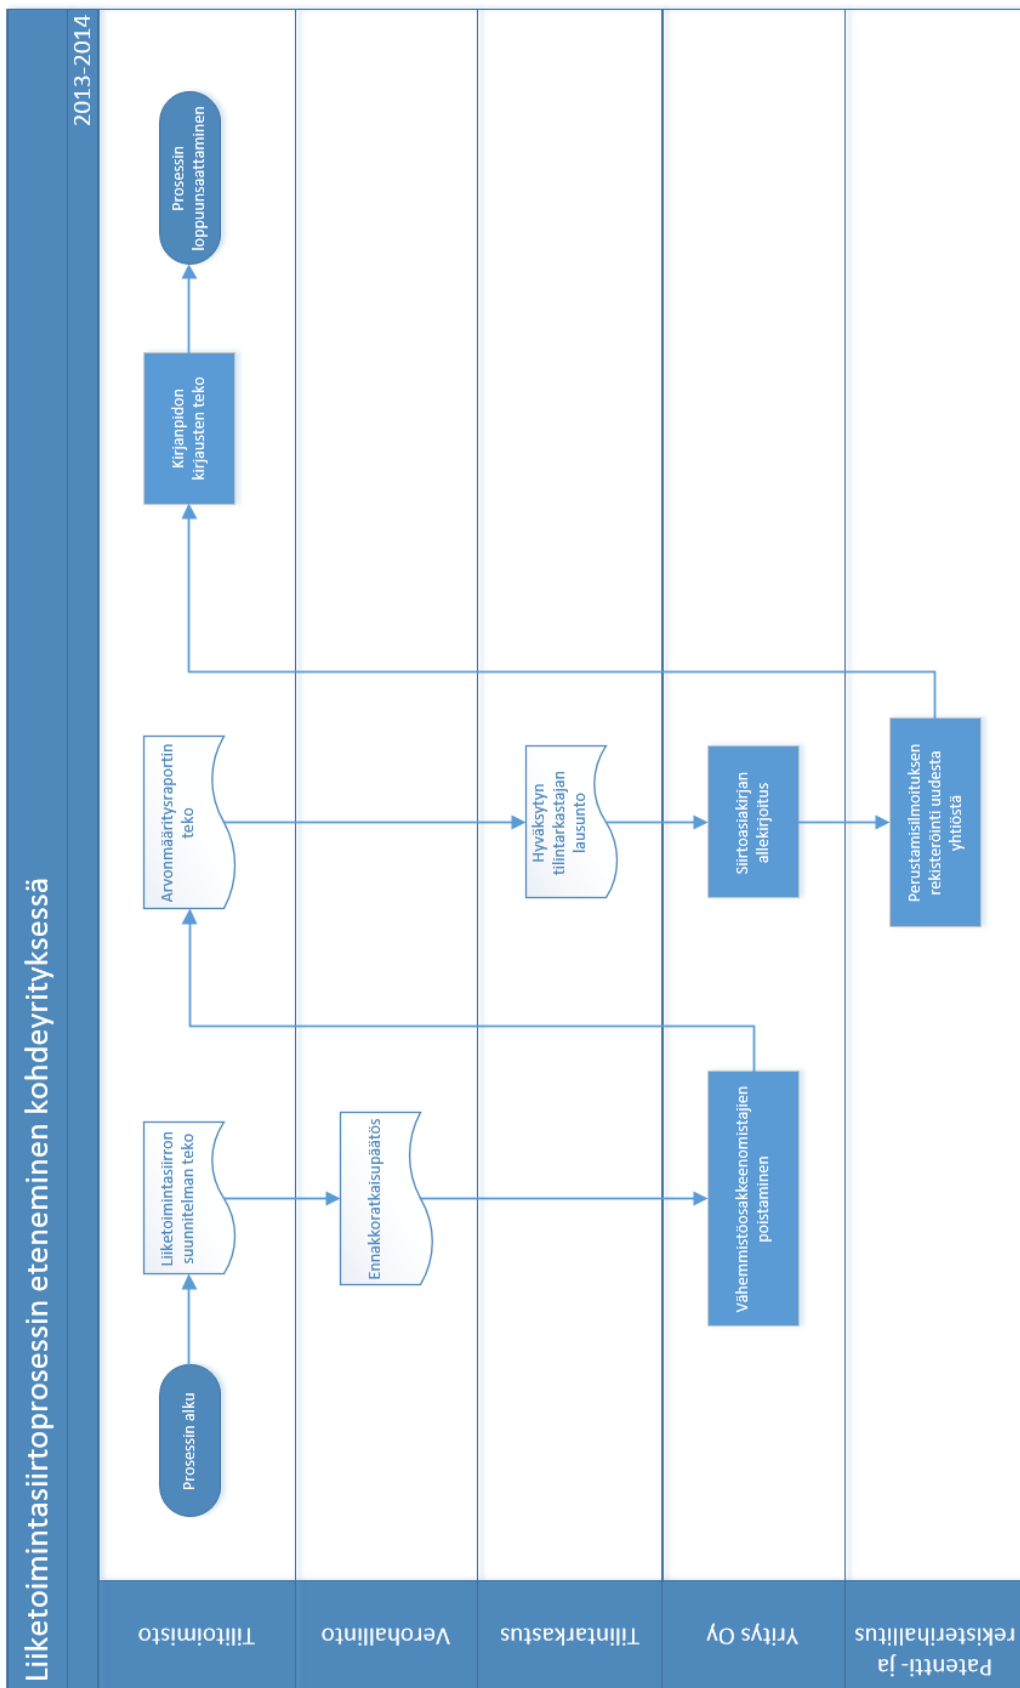 Liiketoimintasiirtoprosessin eteneminen kohdeyrityksessä
2013-2014
Tilitoimisto
Prosessin alku
Liiketoimintasiirron
suunnitelman teko
Arvonmääritysraportin
teko
Kirjanpidon
kirjausten teko
Prosessin
loppuunsaattaminen
Verohallinto
Ennakkoratkaisupäätös
Tilintarkastus
Hyväksytyn
tilintarkastajan
lausunto
Yritys Oy
Vähemmistöosakkeenomistajien
poistaminen
Siirtoasiakirjan
allekirjoitus
Patentti- ja
rekisterihallitus
Perustamisilmoituksen
rekisteröinti uudesta
yhtiöstä